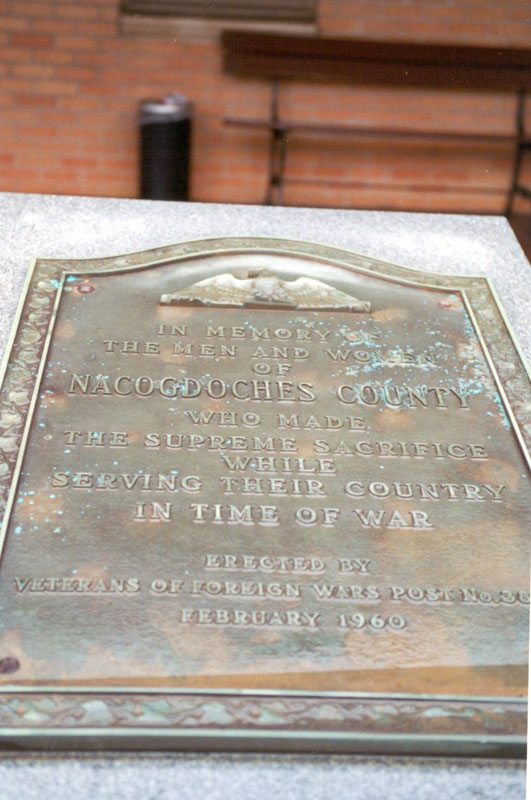 IN MEMORY OF
THE MEN AND WOMEN
OF
NACOGDOCHES COUNTY
WHO MADE
THE SUPREME SACRIFICE
WHILE
SERVING THEIR COUNTRY
IN TIME OF WAR
ERECTED BY
VETERANS OF FOREIGN WARS POST NO.
FEBRUARY 1960